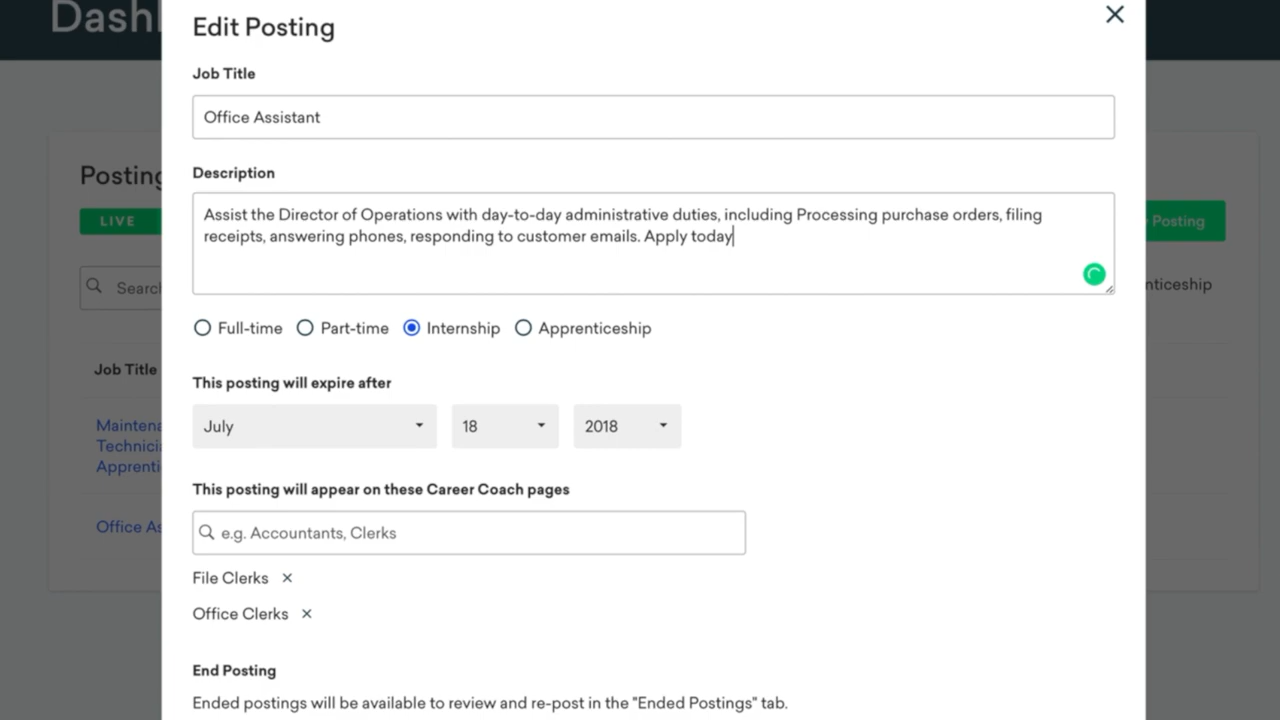 Dash
Edit Posting
Job Title
Office Assistant
Posting
LIVE
Description
Assist the Director of Operations with day-to-day administrative duties, including Processing purchase orders, filing
receipts, answering phones, responding to customer emails. Apply today
Posting
Search
nticeship
Full-time Part-time Internship Apprenticeship
Job Title
This posting will expire after
July 18 2018
Maintena
Technici
Apprenti
This posting will appear on these Career Coach pages
e.g. Accountants, Clerks
Office As
File Clerks ×
Office Clerks ×
End Posting
Ended postings will be available to review and re-post in the "Ended Postings" tab.